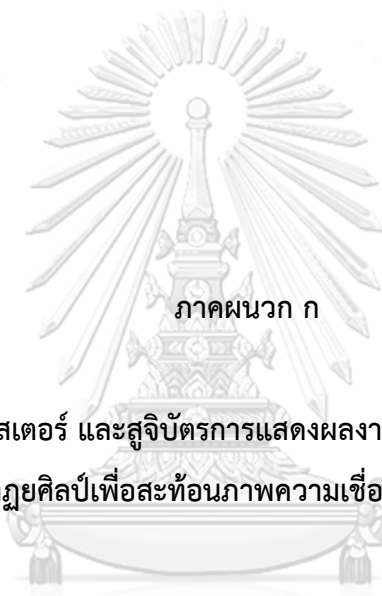 ภาคผนวก ก
สเตอร์ และสูจิบัตรการแสดงผลงา
าฏยศิลป์เพื่อสะท้อนภาพความเชื่อ